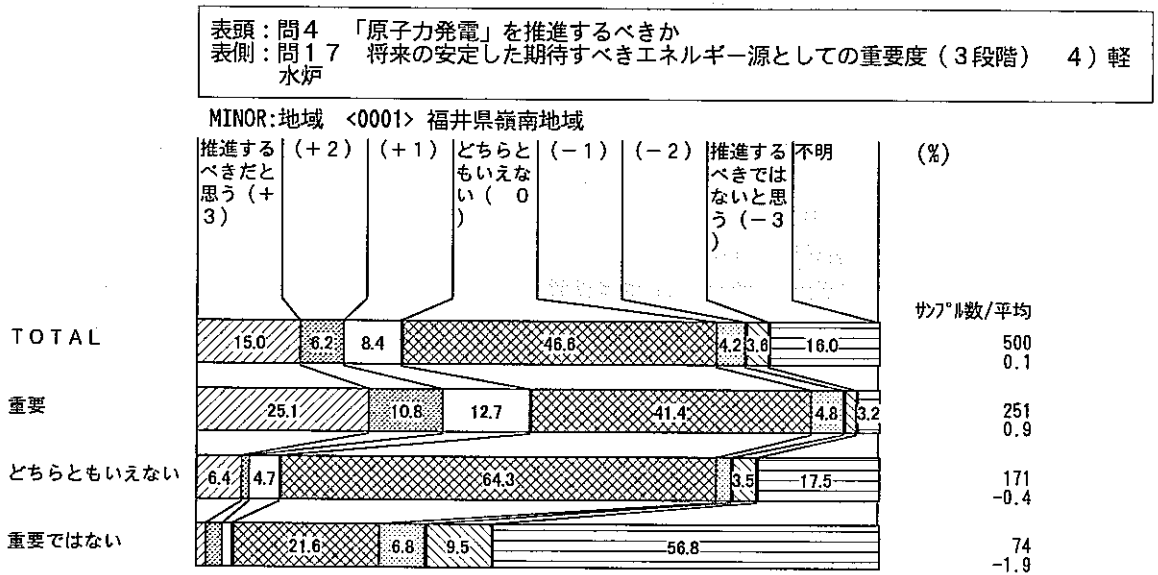 表頭：問４　「原子力発電」を推進するべきか
表側：問１７　将来の安定した期待すべきエネルギー源としての重要度（３段階）　４）軽
水炉
MINOR:地域 <0001> 福井県嶺南地域
推進するべきだと思う（＋３）
（＋２）
（＋１）
どちらともいえない（　０）
（－１）
（－２）
推進するべきではないと思う（－３）
不明
(%)
ｻﾝﾌﾟﾙ数/平均
ＴＯＴＡＬ
15.0 6.2 8.4 46.6 4.2 3.6 16.0
500
0.1
重要
25.1 10.8 12.7 41.4 4.8 3.2
251
0.9
どちらともいえない
6.4 4.7 64.3 3.5 17.5
171
-0.4
重要ではない
21.6 6.8 9.5 56.8
74
-1.9